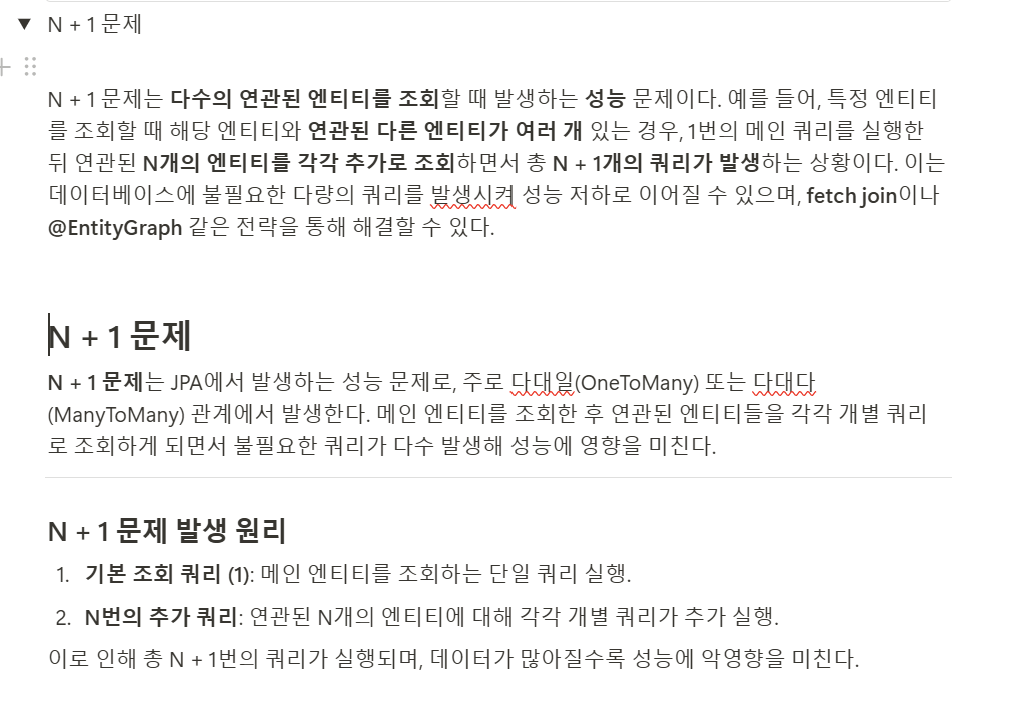 N + 1 문제
N + 1 문제는 다수의 연관된 엔티티를 조회할 때 발생하는 성능 문제이다. 예를 들어, 특정 엔티티
를 조회할 때 해당 엔티티와 연관된 다른 엔티티가 여러 개 있는 경우, 1번의 메인 쿼리를 실행한
뒤 연관된 N개의 엔티티를 각각 추가로 조회하면서 총 N + 1개의 쿼리가 발생하는 상황이다. 이는
데이터베이스에 불필요한 다량의 쿼리를 발생시켜 성능 저하로 이어질 수 있으며, fetch join이나
@EntityGraph 같은 전략을 통해 해결할 수 있다.
N + 1 문제
N + 1 문제는 JPA에서 발생하는 성능 문제로, 주로 다대일(OneToMany) 또는 다대다
(ManyToMany) 관계에서 발생한다. 메인 엔티티를 조회한 후 연관된 엔티티들을 각각 개별 쿼리
로 조회하게 되면서 불필요한 쿼리가 다수 발생해 성능에 영향을 미친다.
N + 1 문제 발생 원리
1. 기본 조회 쿼리 (1): 메인 엔티티를 조회하는 단일 쿼리 실행.
2. N번의 추가 쿼리: 연관된 N개의 엔티티에 대해 각각 개별 쿼리가 추가 실행.
이로 인해 총 N + 1번의 쿼리가 실행되며, 데이터가 많아질수록 성능에 악영향을 미친다.